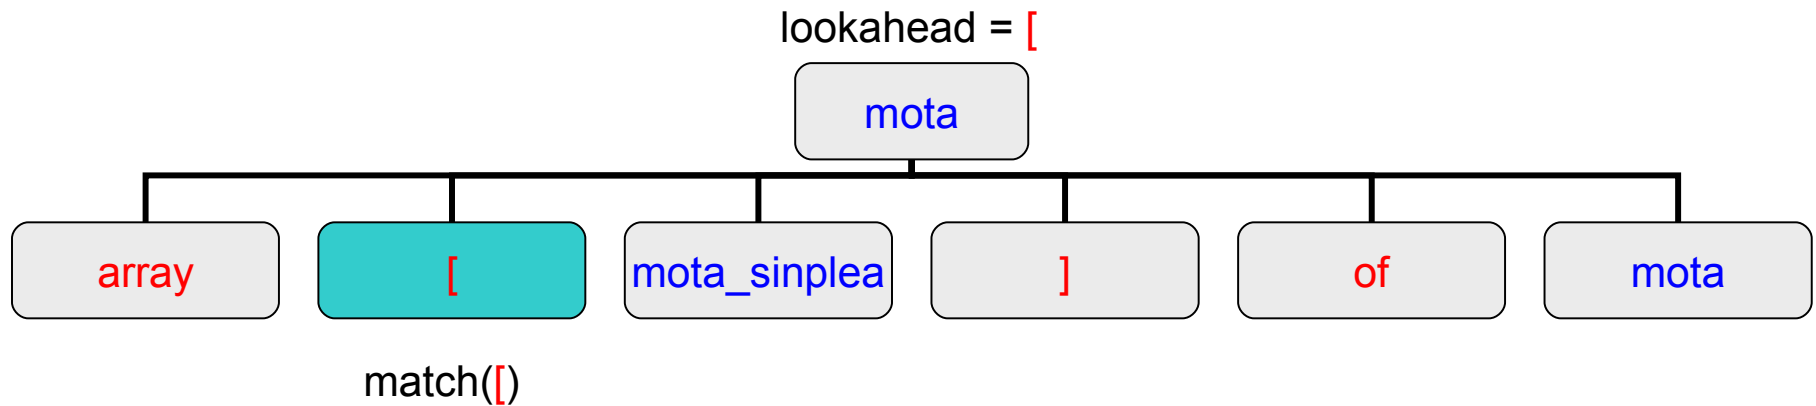 lookahead = [
mota
array [ mota_sinplea ] of mota
match([)